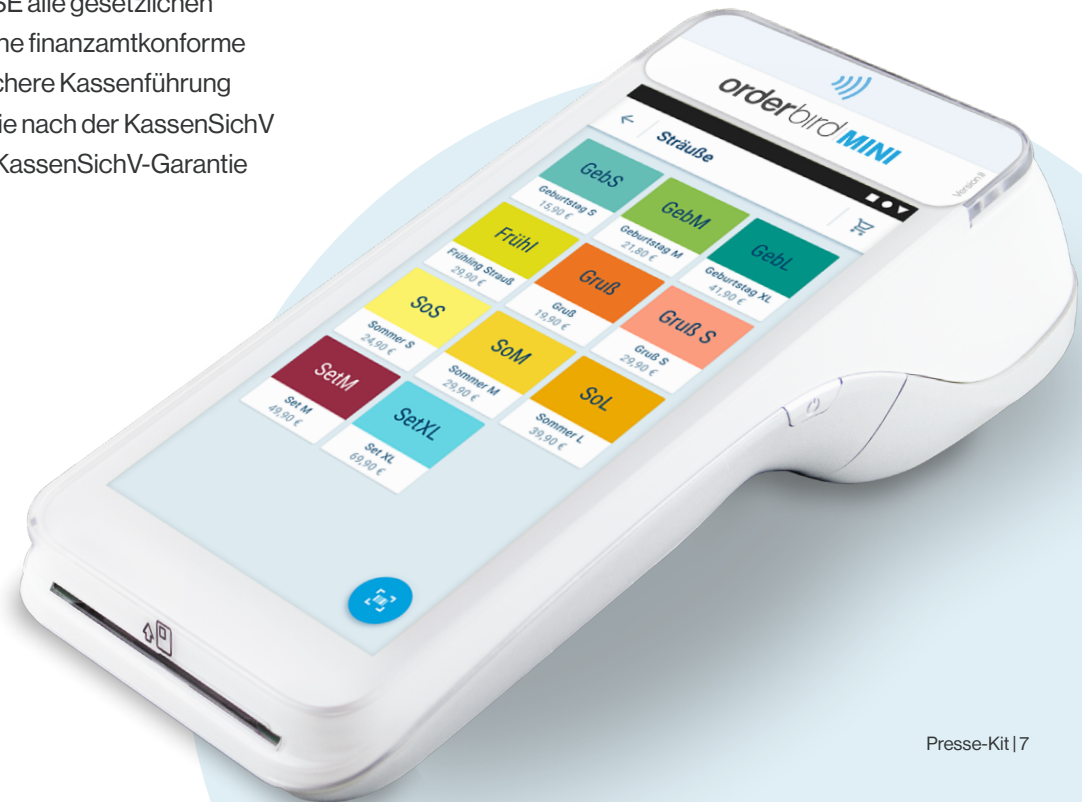 SE alle gesetzlichen
ne finanzamtkonforme
chere Kassenführung
ie nach der KassenSichV
KassenSichV-Garantie
orderbird MINI
Version II
Sträuße
GebS
Geburtstag S
15,90 €
GebM
Geburtstag M
21,80 €
GebL
Geburtstag XL
41,90 €
Frühl
Frühling Strauß
29,90 €
Gruß
Gruß
19,90 €
Gruß S
Gruß S
29,90 €
SoS
Sommer S
24,90 €
SoM
Sommer M
29,90 €
SoL
Sommer L
39,90 €
SetM
Set M
49,90 €
SetXL
Set XL
69,90 €
Presse-Kit | 7